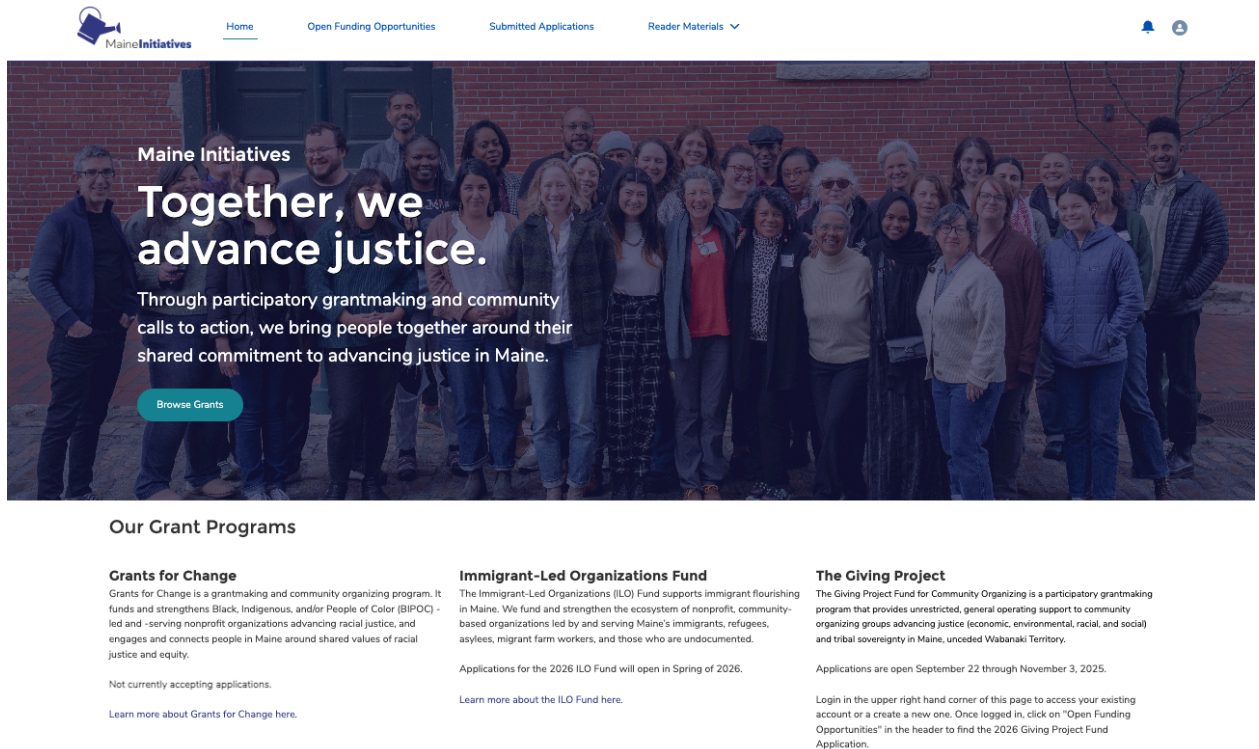 MaineInitiatives
Home
Open Funding Opportunities
Submitted Applications
Reader Materials
Maine Initiatives
Together, we
advance justice.
Through participatory grantmaking and community
calls to action, we bring people together around their
shared commitment to advancing justice in Maine.
Browse Grants
Our Grant Programs
Grants for Change
Grants for Change is a grantmaking and community organizing program. It
funds and strengthens Black, Indigenous, and/or People of Color (BIPOC) -
led and -serving nonprofit organizations advancing racial justice, and
engages and connects people in Maine around shared values of racial
justice and equity.
Not currently accepting applications.
Learn more about Grants for Change here.
Immigrant-Led Organizations Fund
The Immigrant-Led Organizations (ILO) Fund supports immigrant flourishing
in Maine. We fund and strengthen the ecosystem of nonprofit, community-
based organizations led by and serving Maine's immigrants, refugees,
asylees, migrant farm workers, and those who are undocumented.
Applications for the 2026 ILO Fund will open in Spring of 2026.
Learn more about the ILO Fund here.
The Giving Project
The Giving Project Fund for Community Organizing is a participatory grantmaking
program that provides unrestricted, general operating support to community
organizing groups advancing justice (economic, environmental, racial, and social)
and tribal sovereignty in Maine, unceded Wabanaki Territory.
Applications are open September 22 through November 3, 2025.
Login in the upper right hand corner of this page to access your existing
account or a create a new one. Once logged in, click on "Open Funding
Opportunities" in the header to find the 2026 Giving Project Fund
Application.